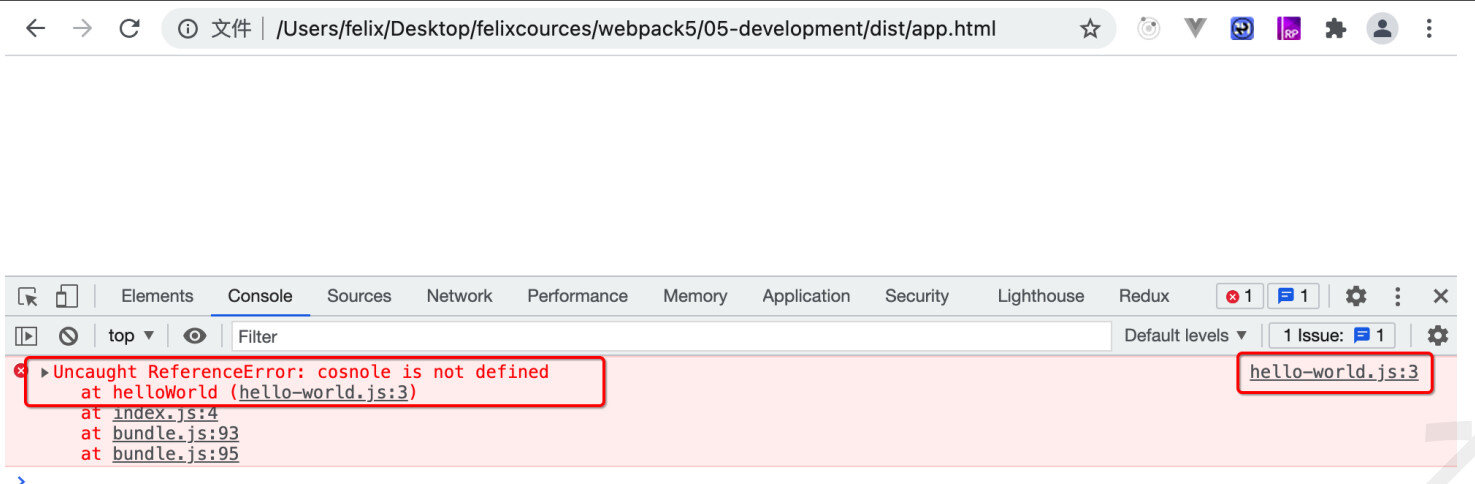 文件 /Users/felix/Desktop/felixcources/webpack5/05-development/dist/app.html
RP
Elements Console Sources Network Performance Memory Application Security Lighthouse Redux 1 1
top Filter Default levels 1 Issue: 1
Uncaught ReferenceError: cosnole is not defined hello-world.js:3
at helloWorld (hello-world.js:3)
at index.js:4
at bundle.js:93
at bundle.js:95